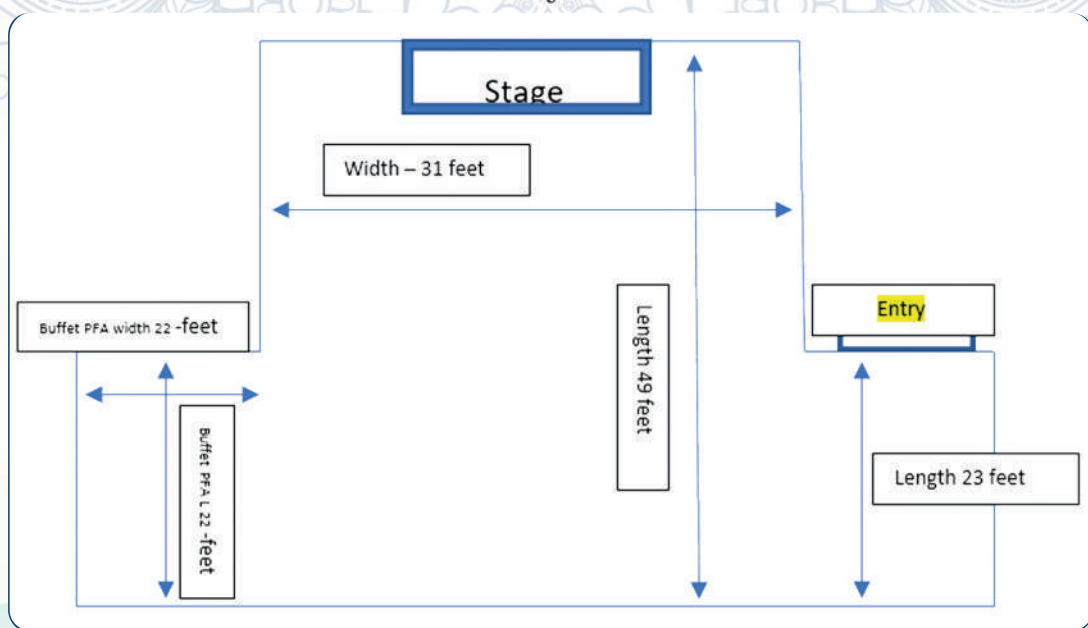 Stage
Width – 31 feet
Buffet PFA width 22 -feet
Entry
Length 49 feet
Buffet PFA L 22 -feet
Length 23 feet